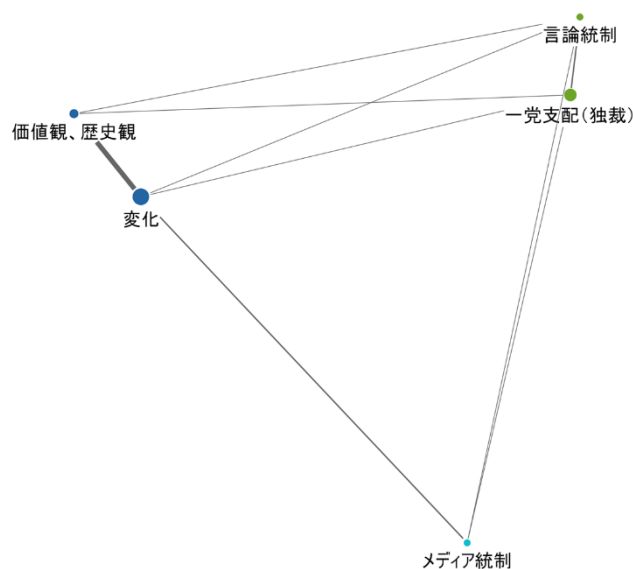 言論統制
一党支配(独裁)
価値観、歴史観
変化
メディア統制